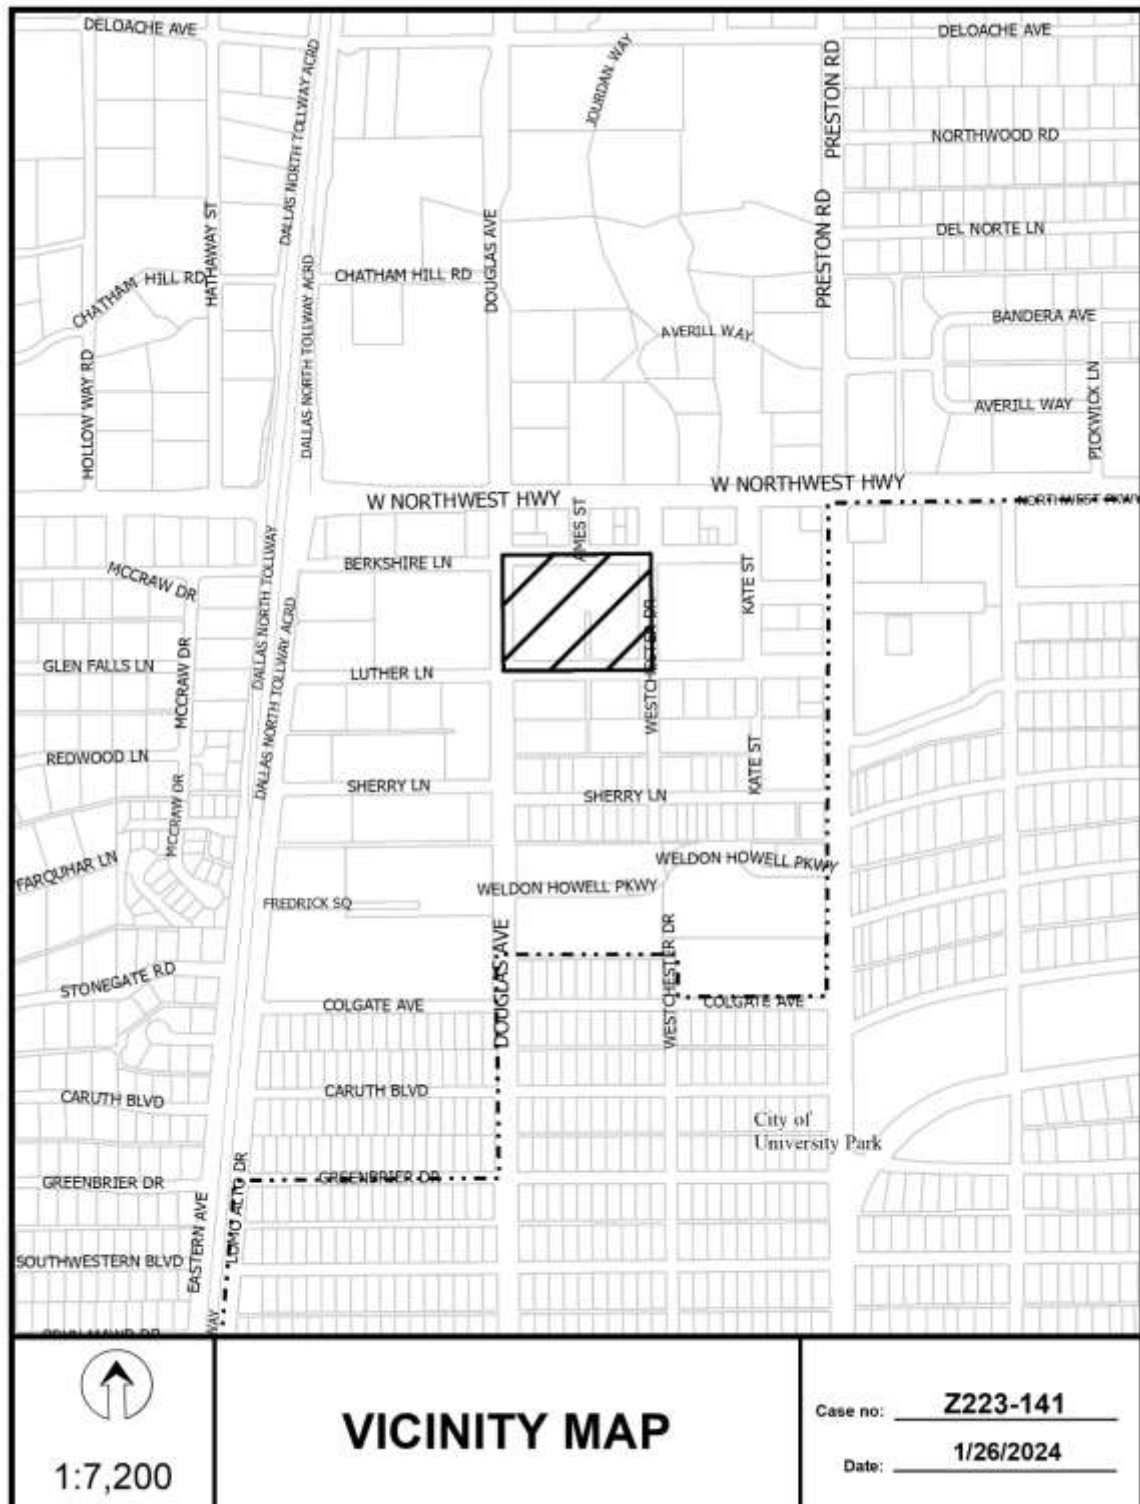 DELOACHE AVE
DELOACHE AVE
JOURDAN WAY
PRESTON RD
DALLAS NORTH TOLLWAY ACRD
NORTHWOOD RD
HATHAWAY ST
DOUGLAS AVE
PRESTON RD
DEL NORTE LN
CHATHAM HILL RD
CHATHAM HILL RD
DALLAS NORTH TOLLWAY ACRD
AVERILL WAY
BANDERA AVE
HOLLOW WAY RD
AVERILL WAY
PICKWICK LN
W NORTHWEST HWY
W NORTHWEST HWY
NORTHWEST PKWY
AMES ST
BERKSHIRE LN
MCCRAW DR
DALLAS NORTH TOLLWAY
KATE ST
GLEN FALLS LN
MCCRAW DR
DALLAS NORTH TOLLWAY ACRD
LUTHER LN
WESTCHESTER DR
REDWOOD LN
KATE ST
SHERRY LN
SHERRY LN
MCCRAW DR
FARQUHAR LN
WELDON HOWELL PKWY
WELDON HOWELL PKWY
FREDRICK SQ
DOUGLAS AVE
WESTCHESTER DR
STONEGATE RD
COLGATE AVE
COLGATE AVE
CARUTH BLVD
CARUTH BLVD
City of
University Park
GREENBRIER DR
GREENBRIER DR
LOMO ALTO DR
EASTERN AVE
SOUTHWESTERN BLVD
WAY
1:7,200
VICINITY MAP
Case no: Z223-141
Date: 1/26/2024